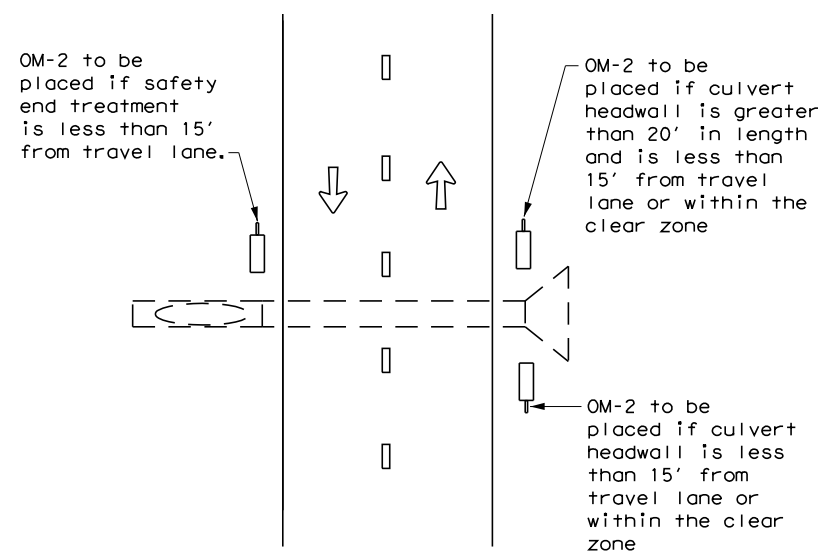 OM-2 to be
placed if safety
end treatment
is less than 15'
from travel lane.
OM-2 to be
placed if culvert
headwall is greater
than 20' in length
and is less than
15' from travel
lane or within the
clear zone
OM-2 to be
placed if culvert
headwall is less
than 15' from
travel lane or
within the clear
zone